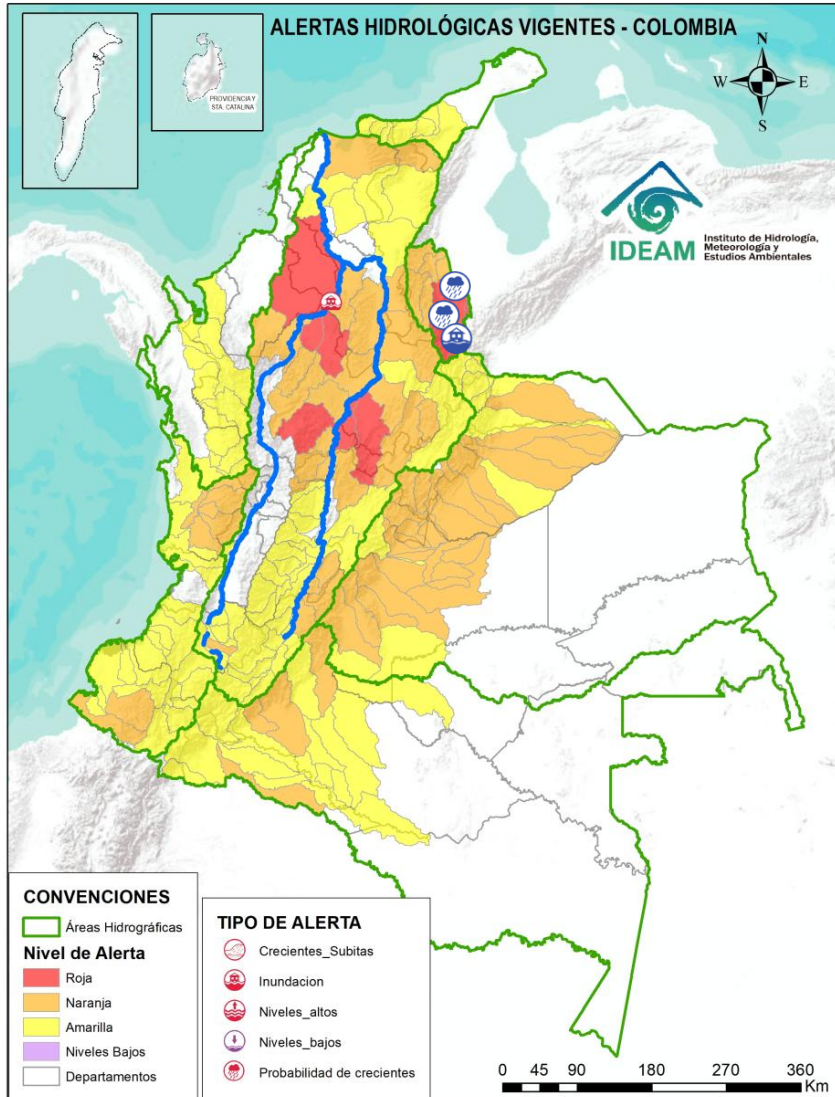 ALERTAS HIDROLÓGICAS VIGENTES - COLOMBIA
PROVIDENCIA Y
STA. CATALINA
N
W
E
S
IDEAM
Instituto de Hidrología,
Meteorología y
Estudios Ambientales
CONVENCIONES
Áreas Hidrográficas
Nivel de Alerta
Roja
Naranja
Amarilla
Niveles Bajos
Departamentos
TIPO DE ALERTA
Crecientes_Subitas
Inundacion
Niveles_altos
Niveles_bajos
Probabilidad de crecientes
0 45 90 180 270 360
Km